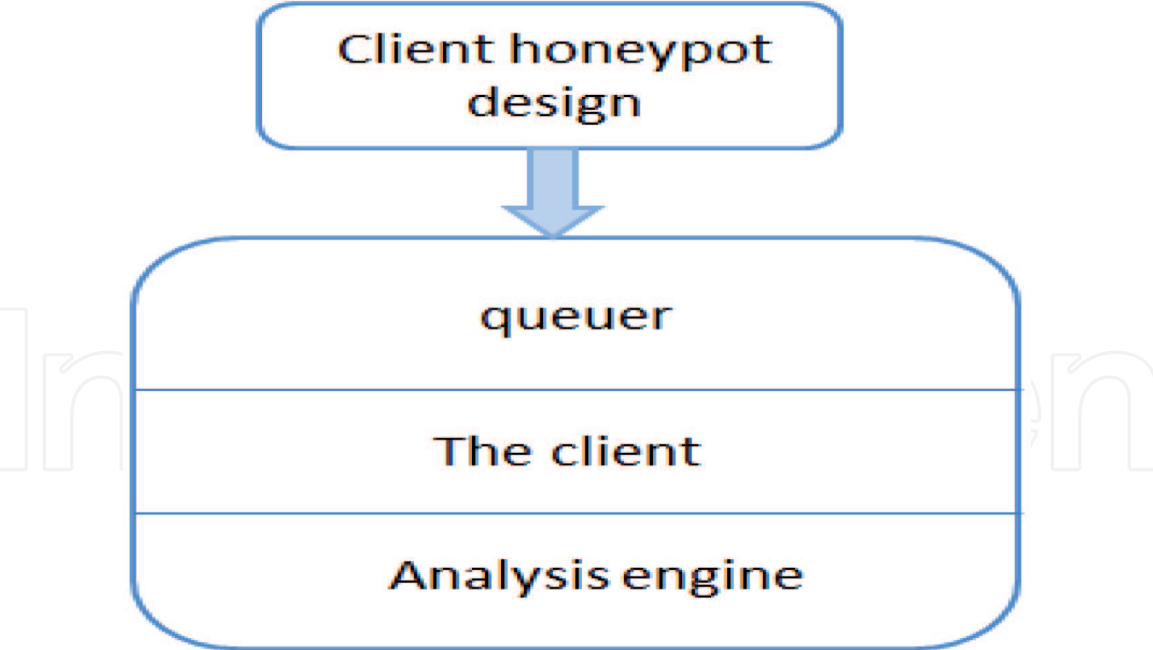 Client honeypot
design
queuer
The client
Analysis engine